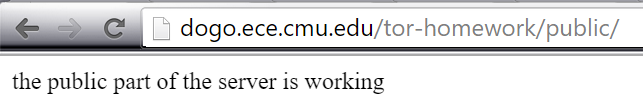 dogo.ece.cmu.edu/tor-homework/public/
the public part of the server is working